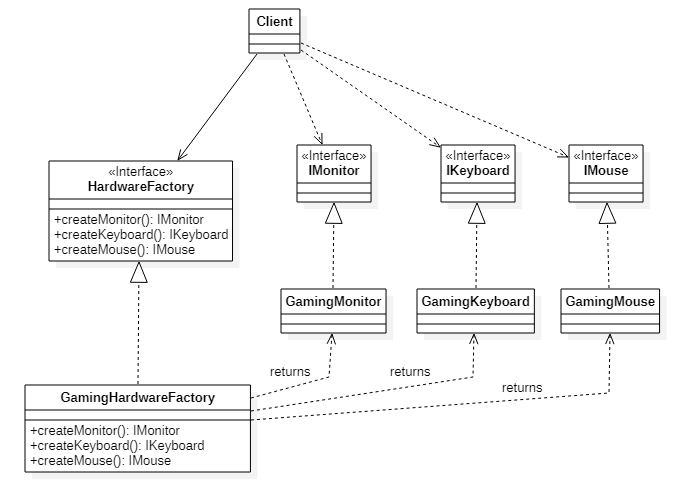 Client
«Interface»
HardwareFactory
+createMonitor(): IMonitor
+createKeyboard(): IKeyboard
+createMouse(): IMouse
«Interface»
IMonitor
«Interface»
IKeyboard
«Interface»
IMouse
GamingMonitor
GamingKeyboard
GamingMouse
returns
returns
returns
GamingHardwareFactory
+createMonitor(): IMonitor
+createKeyboard(): IKeyboard
+createMouse(): IMouse